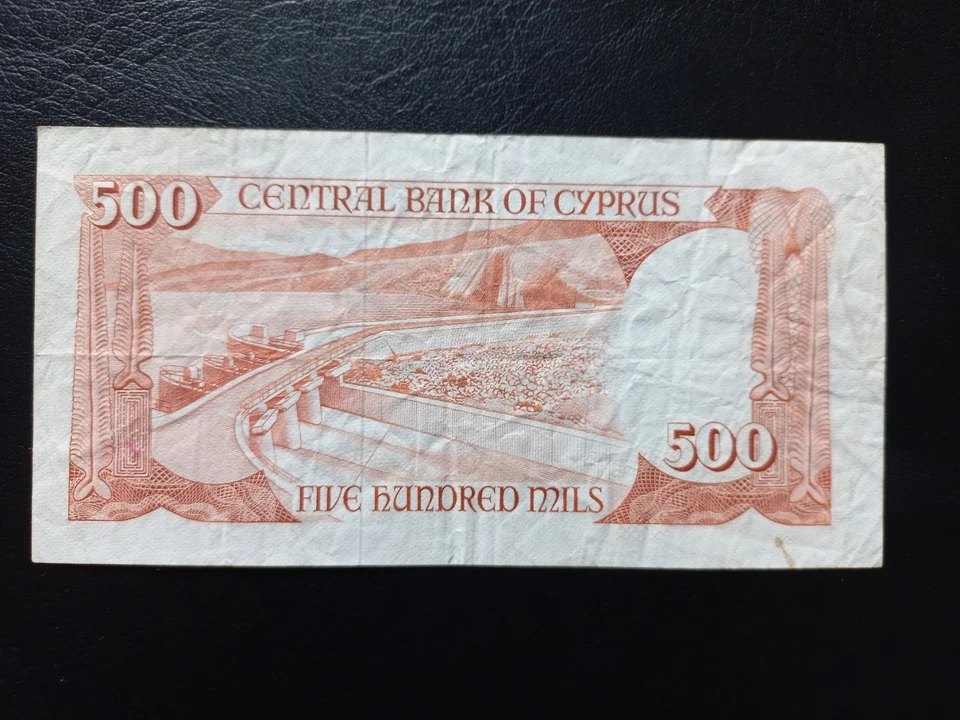 500 CENTRAL BANK OF CYPRUS
500
FIVE HUNDRED MILS